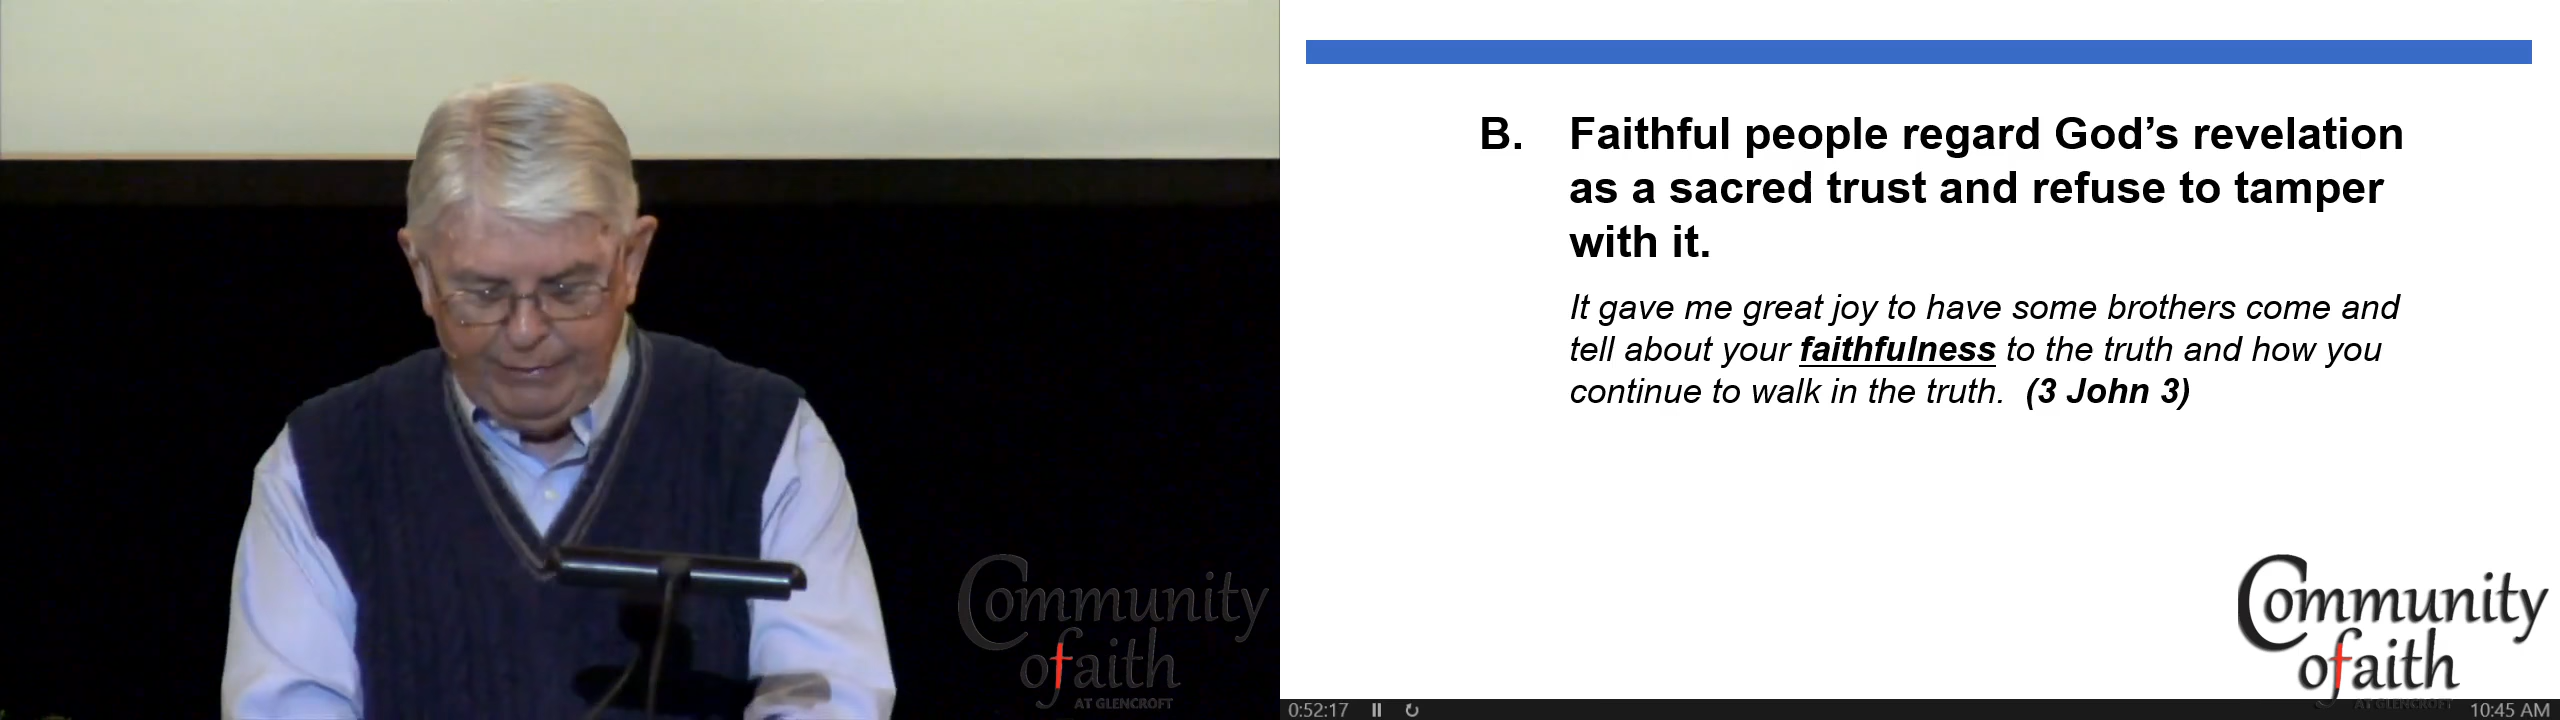 Community
of faith
AT GLENCROFT
B. Faithful people regard God’s revelation
as a sacred trust and refuse to tamper
with it.
It gave me great joy to have some brothers come and
tell about your faithfulness to the truth and how you
continue to walk in the truth. (3 John 3)
Community
of faith
AT GLENCROFT
0:52:17
10:45 AM